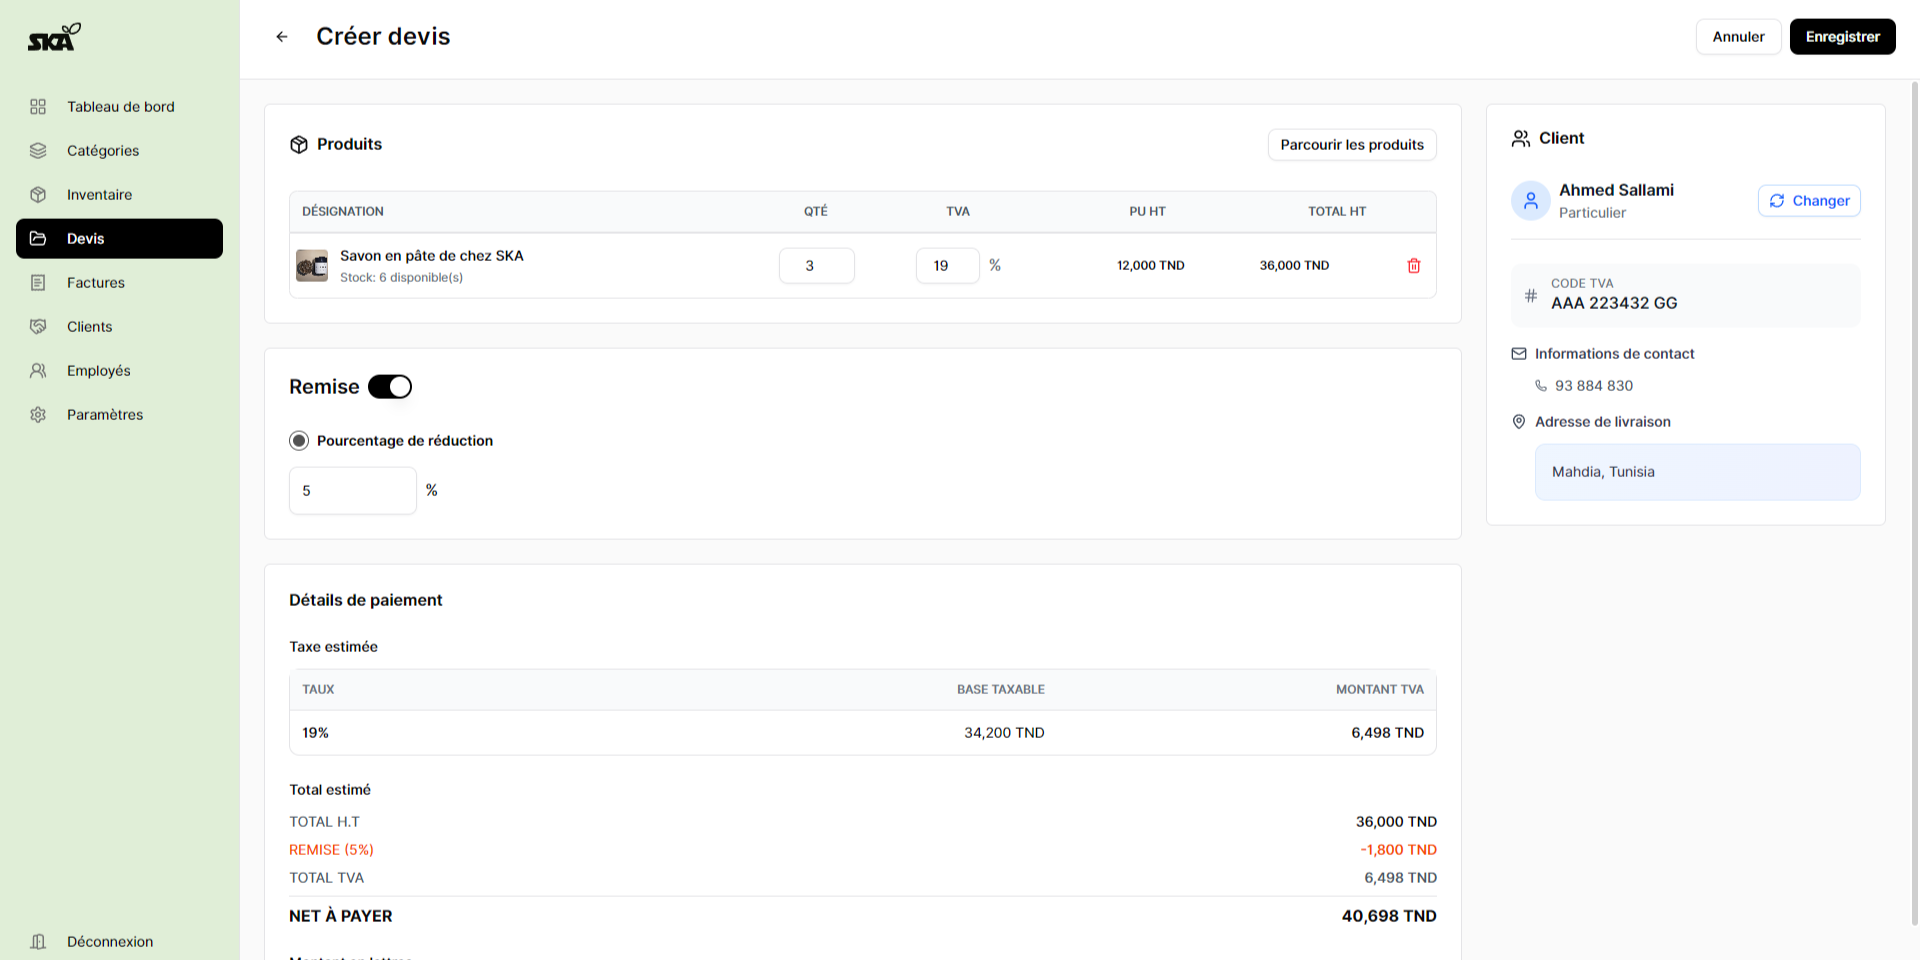 SKA
Tableau de bord
Catégories
Inventaire
Devis
Factures
Clients
Employés
Paramètres
Déconnexion
Créer devis
Annuler
Enregistrer
Produits
Parcourir les produits
DÉSIGNATION QTÉ TVA PU HT TOTAL HT
Savon en pâte de chez SKA
Stock: 6 disponible(s)
3 19 % 12,000 TND 36,000 TND
Remise
Pourcentage de réduction
5 %
Détails de paiement
Taxe estimée
TAUX BASE TAXABLE MONTANT TVA
19% 34,200 TND 6,498 TND
Total estimé
TOTAL H.T 36,000 TND
REMISE (5%) -1,800 TND
TOTAL TVA 6,498 TND
NET À PAYER 40,698 TND
Client
Ahmed Sallami
Particulier
Changer
CODE TVA
# AAA 223432 GG
Informations de contact
93 884 830
Adresse de livraison
Mahdia, Tunisia